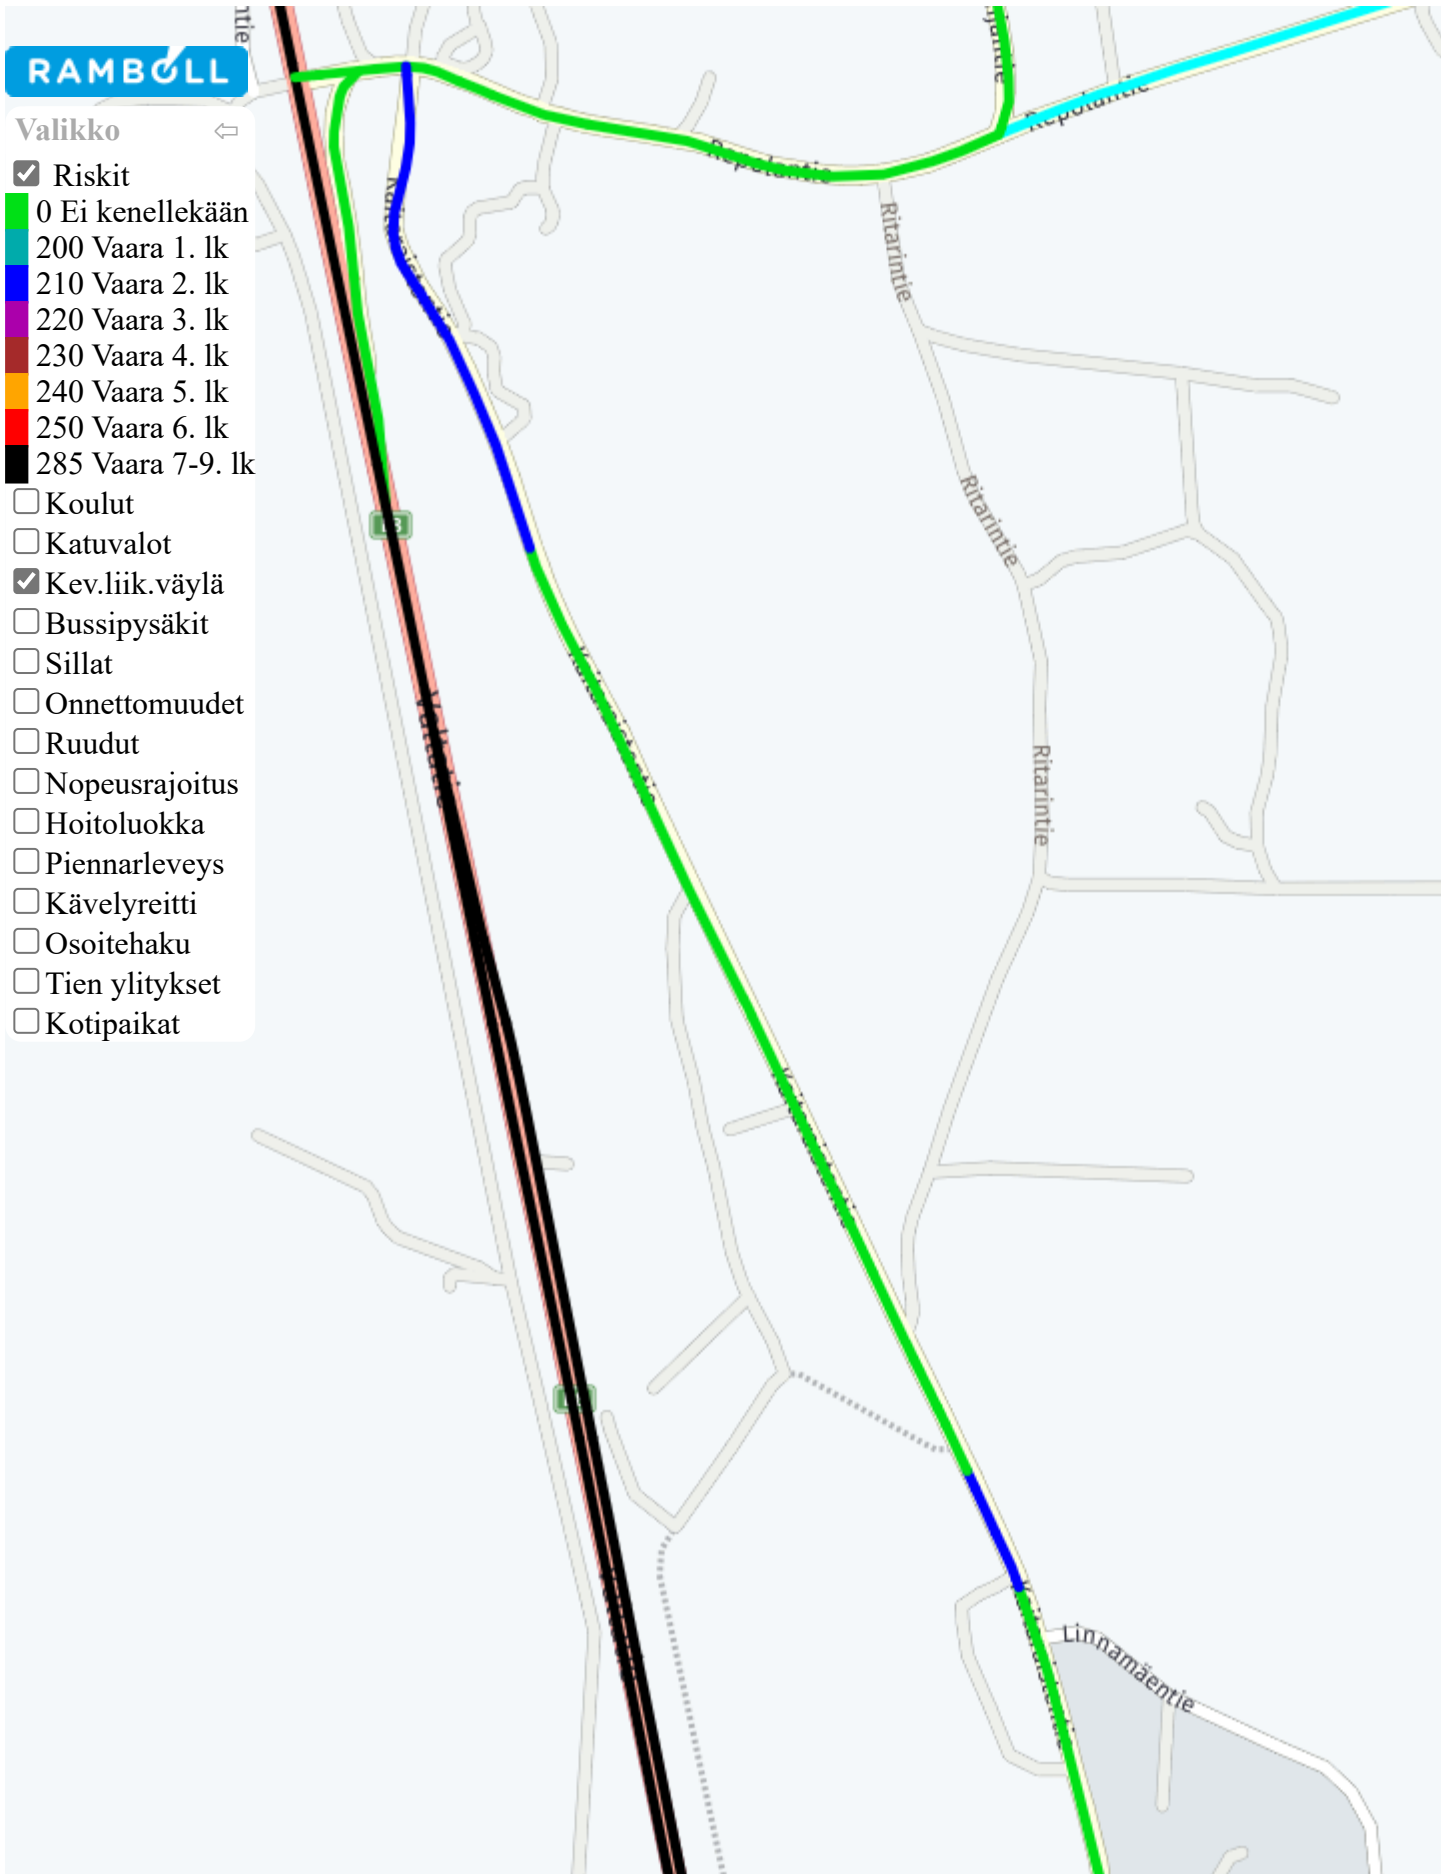 ntie
RAMBOLL
Valikko ⇦
Riskit
0 Ei kenellekään
200 Vaara 1. lk
210 Vaara 2. lk
220 Vaara 3. lk
230 Vaara 4. lk
240 Vaara 5. lk
250 Vaara 6. lk
285 Vaara 7-9. lk
Koulut
Katuvalot
Kev.liik.väylä
Bussipysäkit
Sillat
Onnettomuudet
Ruudut
Nopeusrajoitus
Hoitoluokka
Piennarleveys
Kävelyreitti
Osoitehaku
Tien ylitykset
Kotipaikat
Repolantie
Repolantie
Ritarintie
Ritarintie
Ritarintie
Linnamäentie